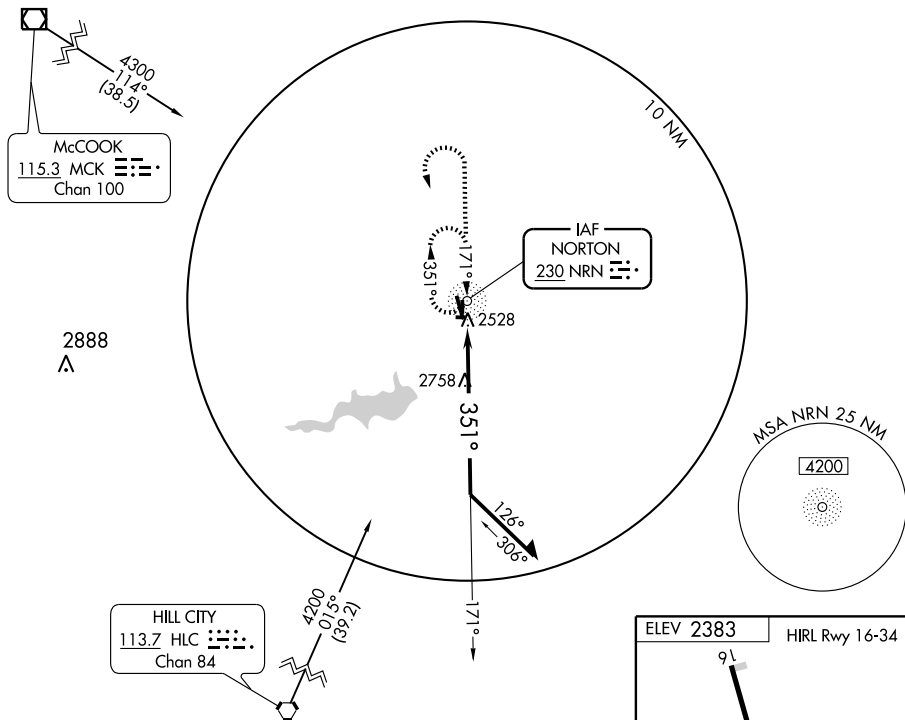 4300
114°
(38.5)
McCOOK
115.3 MCK
Chan 100
10 NM
IAF
NORTON
230 NRN
351°
171°
2528
2888
2758
351°
MSA NRN 25 NM
4200
126°
306°
4200
015°
(39.2)
171°
HILL CITY
113.7 HLC
Chan 84
ELEV 2383
HIRL Rwy 16-34
16